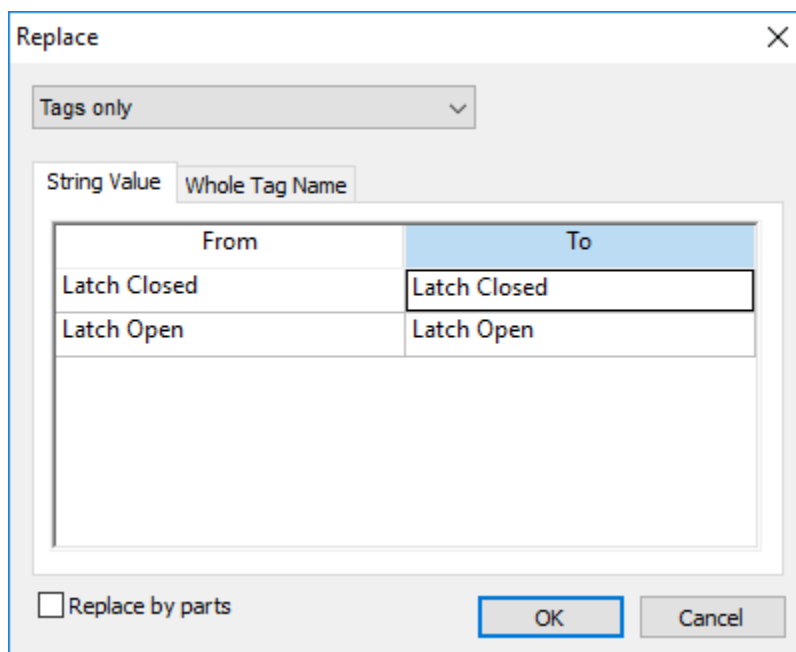 Replace
Tags only
String Value Whole Tag Name
From To
Latch Closed Latch Closed
Latch Open Latch Open
Replace by parts OK Cancel